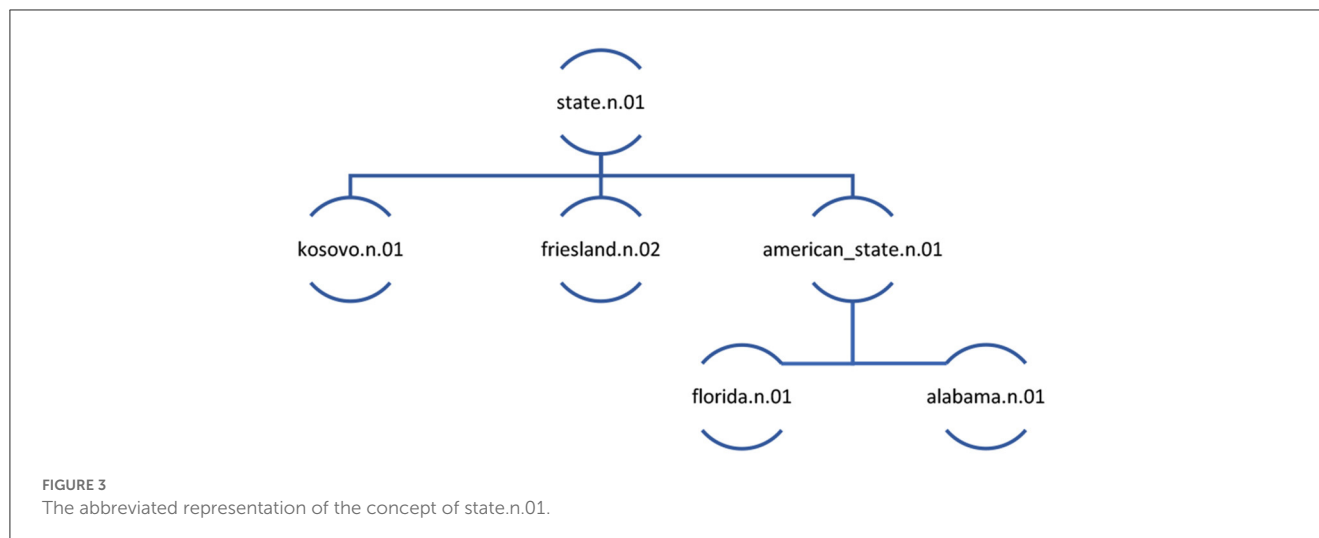 state.n.01
kosovo.n.01
friesland.n.02
american_state.n.01
florida.n.01
alabama.n.01
FIGURE 3
The abbreviated representation of the concept of state.n.01.